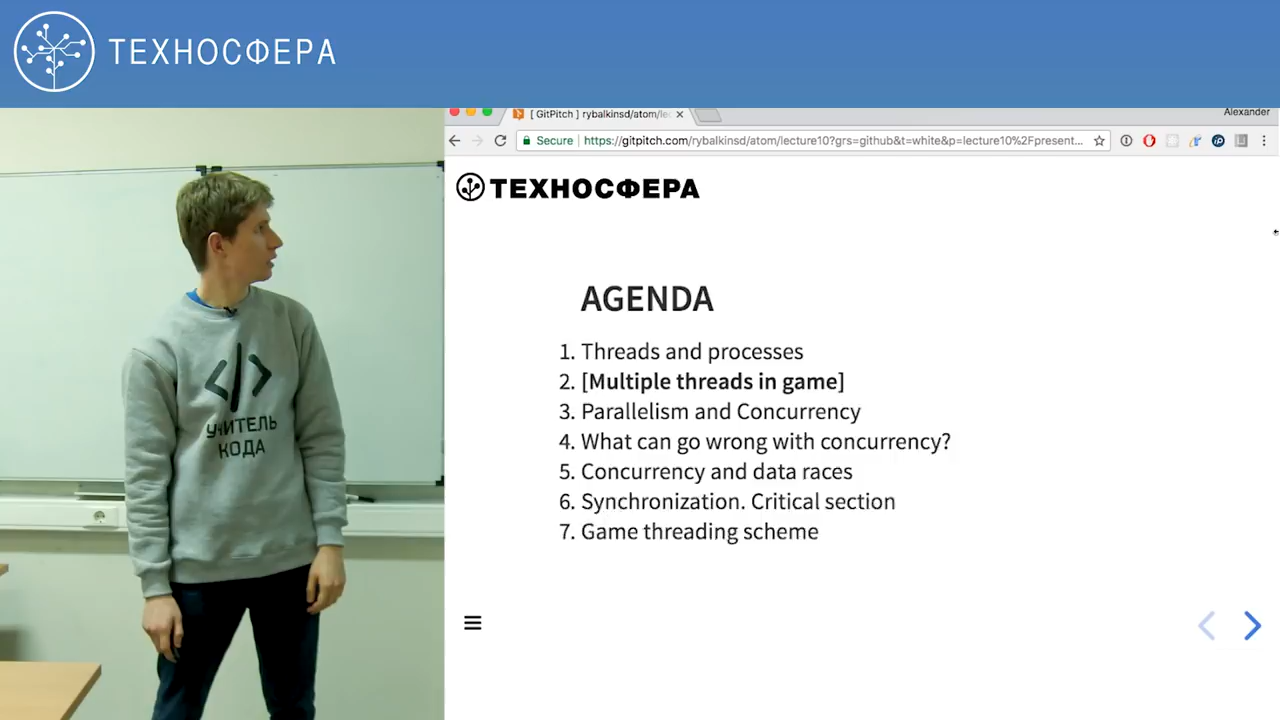 ТЕХНОСФЕРА
[ GitPitch ] rybalkinsd/atom/le
Alexander
Secure
https://gitpitch.com/rybalkinsd/atom/lecture10?grs=github&t=white&p=lecture10%2Fpresent...
ТЕХНОСФЕРА
AGENDA
1. Threads and processes
2. [Multiple threads in game]
3. Parallelism and Concurrency
4. What can go wrong with concurrency?
5. Concurrency and data races
6. Synchronization. Critical section
7. Game threading scheme
УЧИТЕЛЬ
КОДА